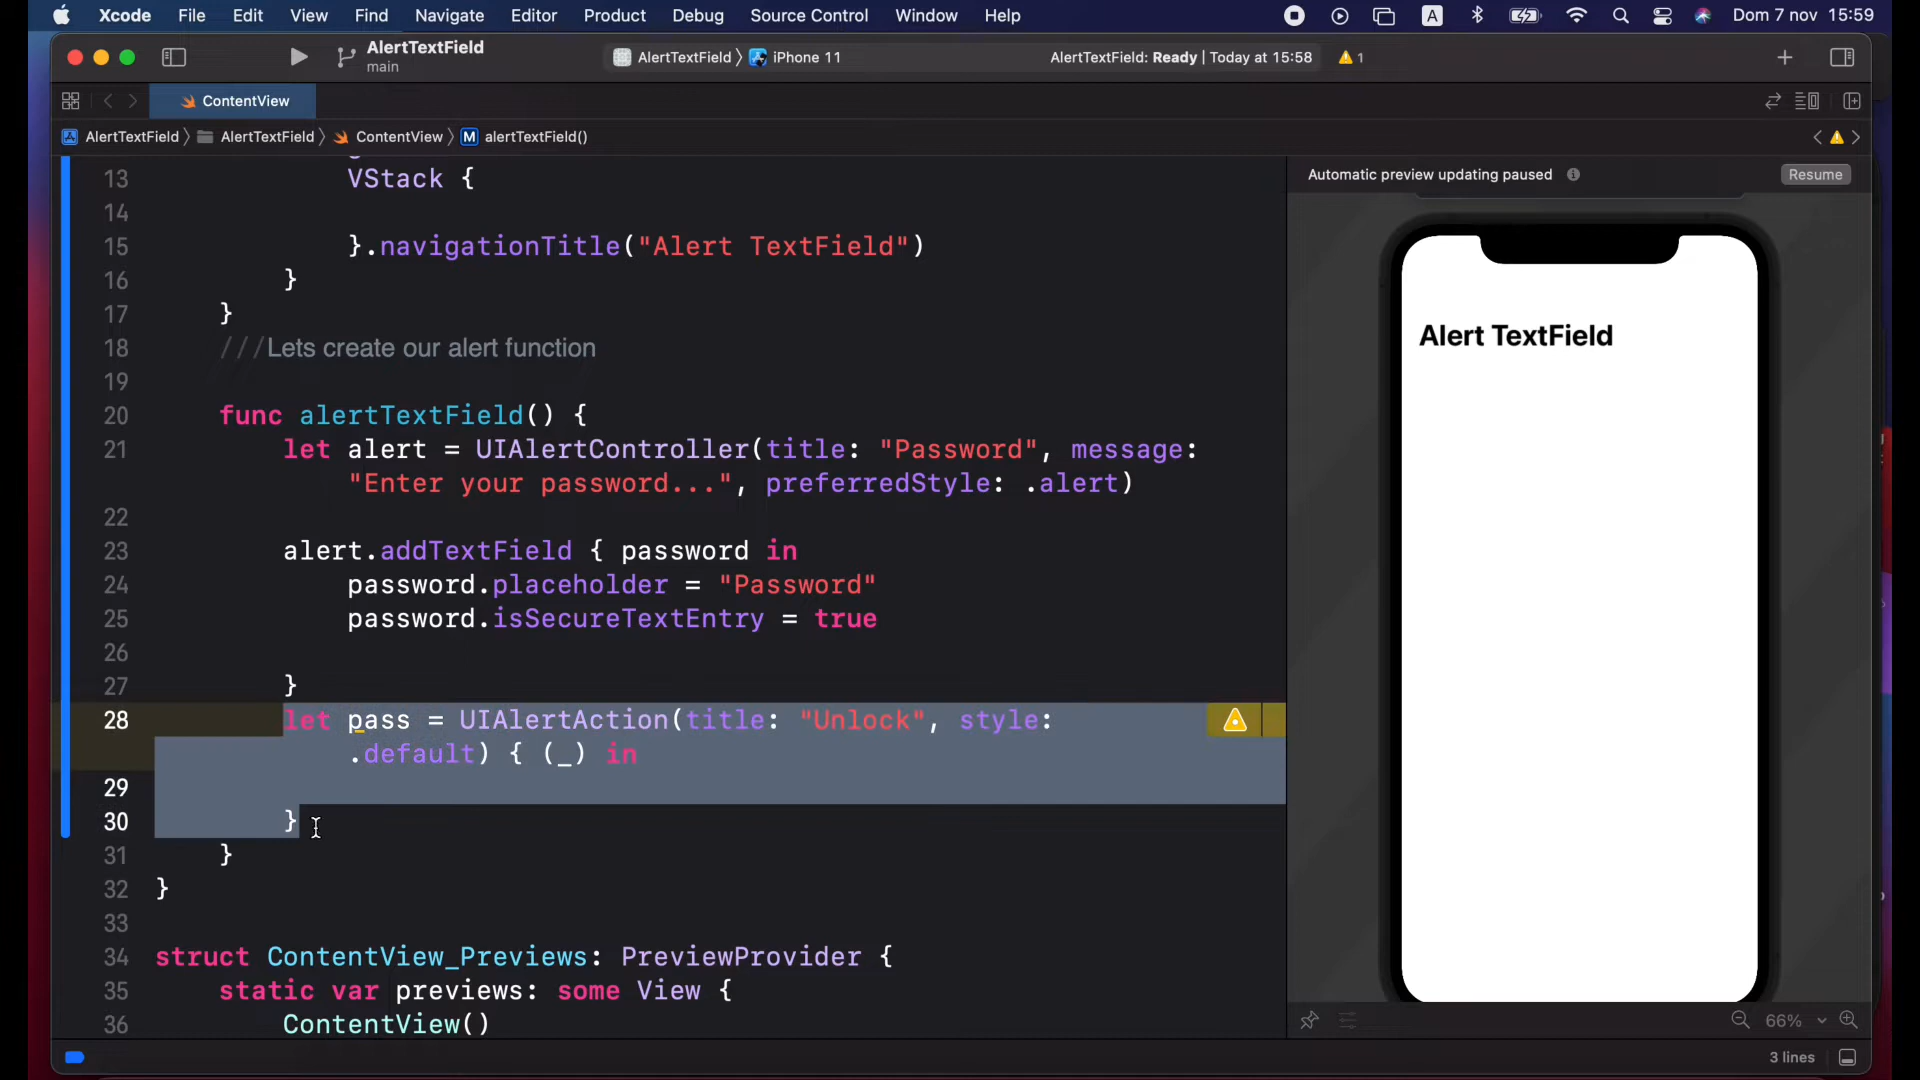 Xcode File Edit View Find Navigate Editor Product Debug Source Control Window Help A Dom 7 nov 15:59
AlertTextField
main
AlertTextField 〉 iPhone 11
AlertTextField: Ready | Today at 15:58
1
ContentView
AlertTextField 〉 AlertTextField 〉 ContentView 〉 M alertTextField()
13 VStack {
14
15 }.navigationTitle("Alert TextField")
16 }
17 }
18 ///Lets create our alert function
19
20 func alertTextField() {
21 let alert = UIAlertController(title: "Password", message:
"Enter your password...", preferredStyle: .alert)
22
23 alert.addTextField { password in
24 password.placeholder = "Password"
25 password.isSecureTextEntry = true
26
27 }
28 let pass = UIAlertAction(title: "Unlock", style:
.default) { (_) in
29
30 }
31 }
32 }
33
34 struct ContentView_Previews: PreviewProvider {
35 static var previews: some View {
36 ContentView()
Automatic preview updating paused
Resume
Alert TextField
66%
3 lines